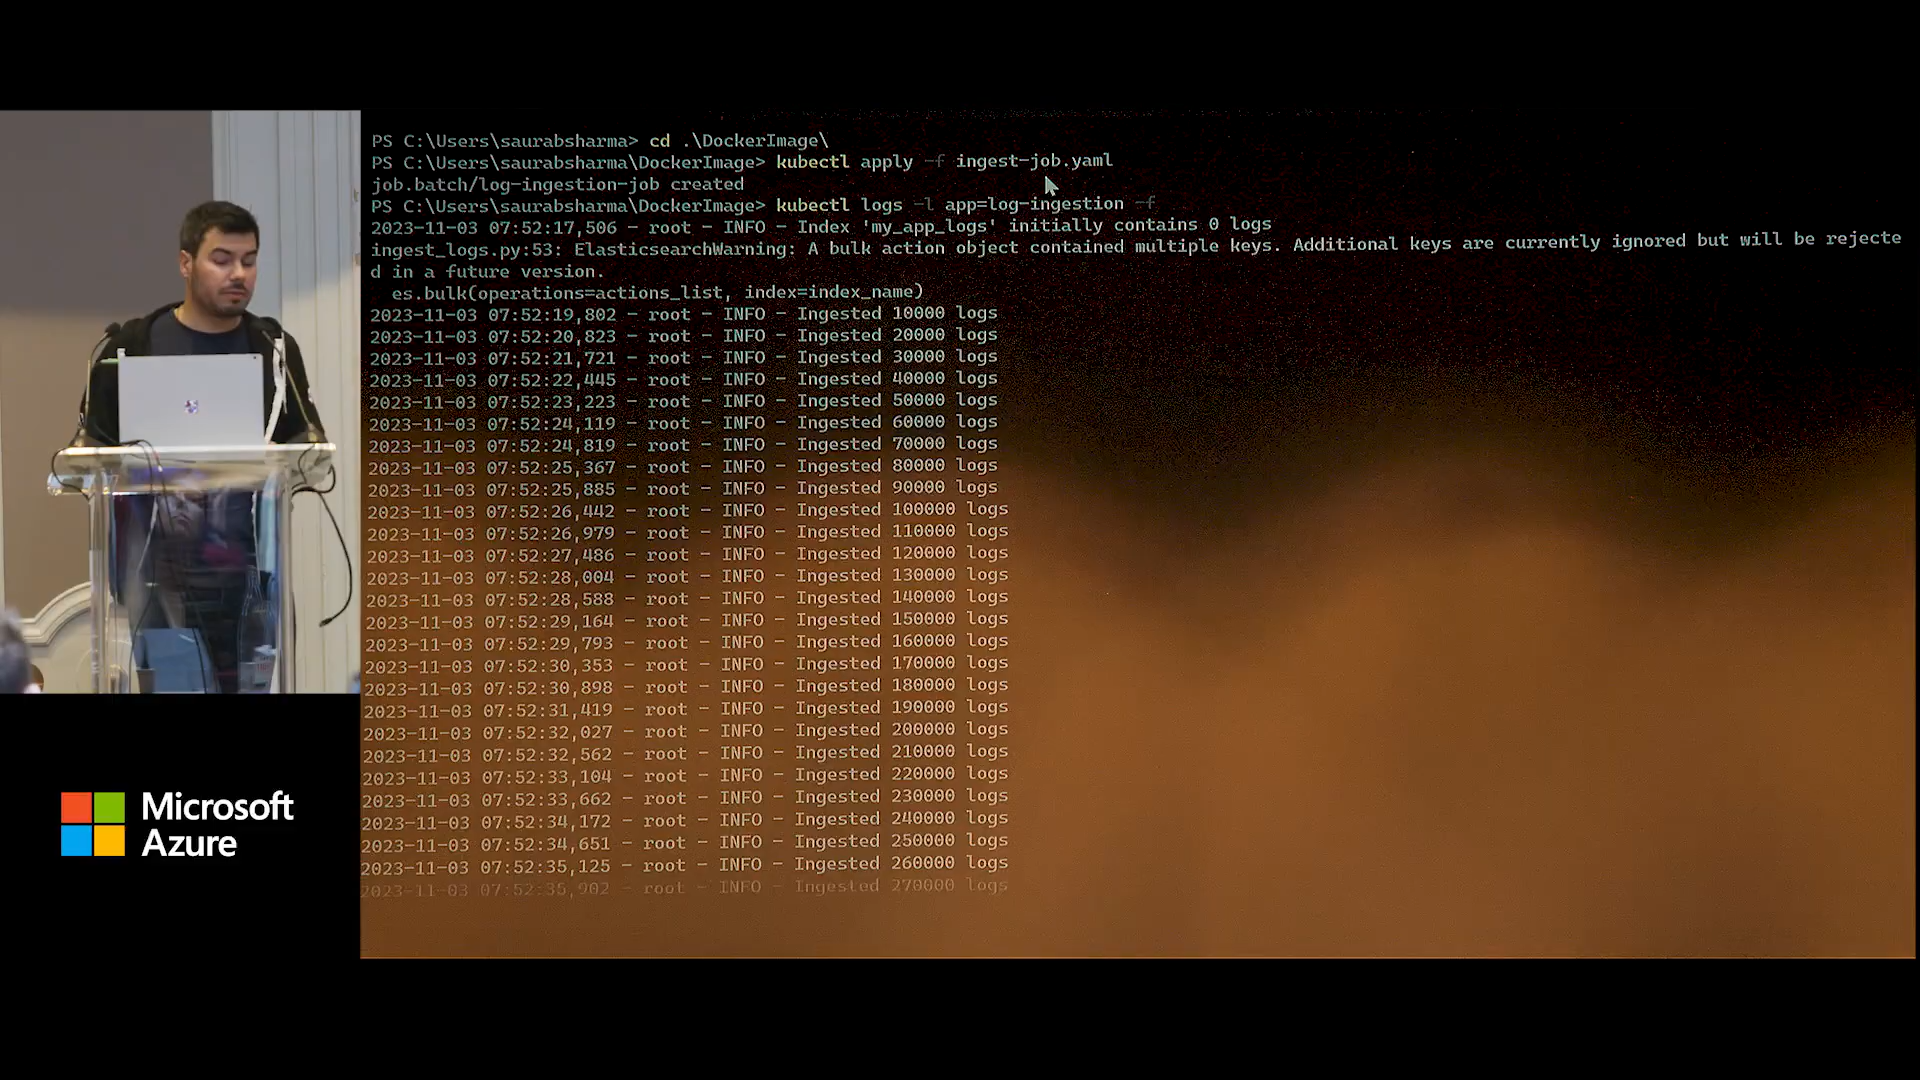 PS C:\Users\saurabsharma> cd .\DockerImage\
PS C:\Users\saurabsharma\DockerImage> kubectl apply -f ingest-job.yaml
job.batch/log-ingestion-job created
PS C:\Users\saurabsharma\DockerImage> kubectl logs -l app=log-ingestion -f
2023-11-03 07:52:17,506 - root - INFO - Index 'my_app_logs' initially contains 0 logs
ingest_logs.py:53: ElasticsearchWarning: A bulk action object contained multiple keys. Additional keys are currently ignored but will be rejecte
d in a future version.
es.bulk(operations=actions_list, index=index_name)
2023-11-03 07:52:19,802 - root - INFO - Ingested 10000 logs
2023-11-03 07:52:20,823 - root - INFO - Ingested 20000 logs
2023-11-03 07:52:21,721 - root - INFO - Ingested 30000 logs
2023-11-03 07:52:22,445 - root - INFO - Ingested 40000 logs
2023-11-03 07:52:23,223 - root - INFO - Ingested 50000 logs
2023-11-03 07:52:24,119 - root - INFO - Ingested 60000 logs
2023-11-03 07:52:24,819 - root - INFO - Ingested 70000 logs
2023-11-03 07:52:25,367 - root - INFO - Ingested 80000 logs
2023-11-03 07:52:25,885 - root - INFO - Ingested 90000 logs
2023-11-03 07:52:26,442 - root - INFO - Ingested 100000 logs
2023-11-03 07:52:26,979 - root - INFO - Ingested 110000 logs
2023-11-03 07:52:27,486 - root - INFO - Ingested 120000 logs
2023-11-03 07:52:28,004 - root - INFO - Ingested 130000 logs
2023-11-03 07:52:28,588 - root - INFO - Ingested 140000 logs
2023-11-03 07:52:29,164 - root - INFO - Ingested 150000 logs
2023-11-03 07:52:29,793 - root - INFO - Ingested 160000 logs
2023-11-03 07:52:30,353 - root - INFO - Ingested 170000 logs
2023-11-03 07:52:30,898 - root - INFO - Ingested 180000 logs
2023-11-03 07:52:31,419 - root - INFO - Ingested 190000 logs
2023-11-03 07:52:32,027 - root - INFO - Ingested 200000 logs
2023-11-03 07:52:32,562 - root - INFO - Ingested 210000 logs
2023-11-03 07:52:33,104 - root - INFO - Ingested 220000 logs
2023-11-03 07:52:33,662 - root - INFO - Ingested 230000 logs
2023-11-03 07:52:34,172 - root - INFO - Ingested 240000 logs
2023-11-03 07:52:34,651 - root - INFO - Ingested 250000 logs
2023-11-03 07:52:35,125 - root - INFO - Ingested 260000 logs
2023-11-03 07:52:35,902 - root - INFO - Ingested 270000 logs
Microsoft
Azure